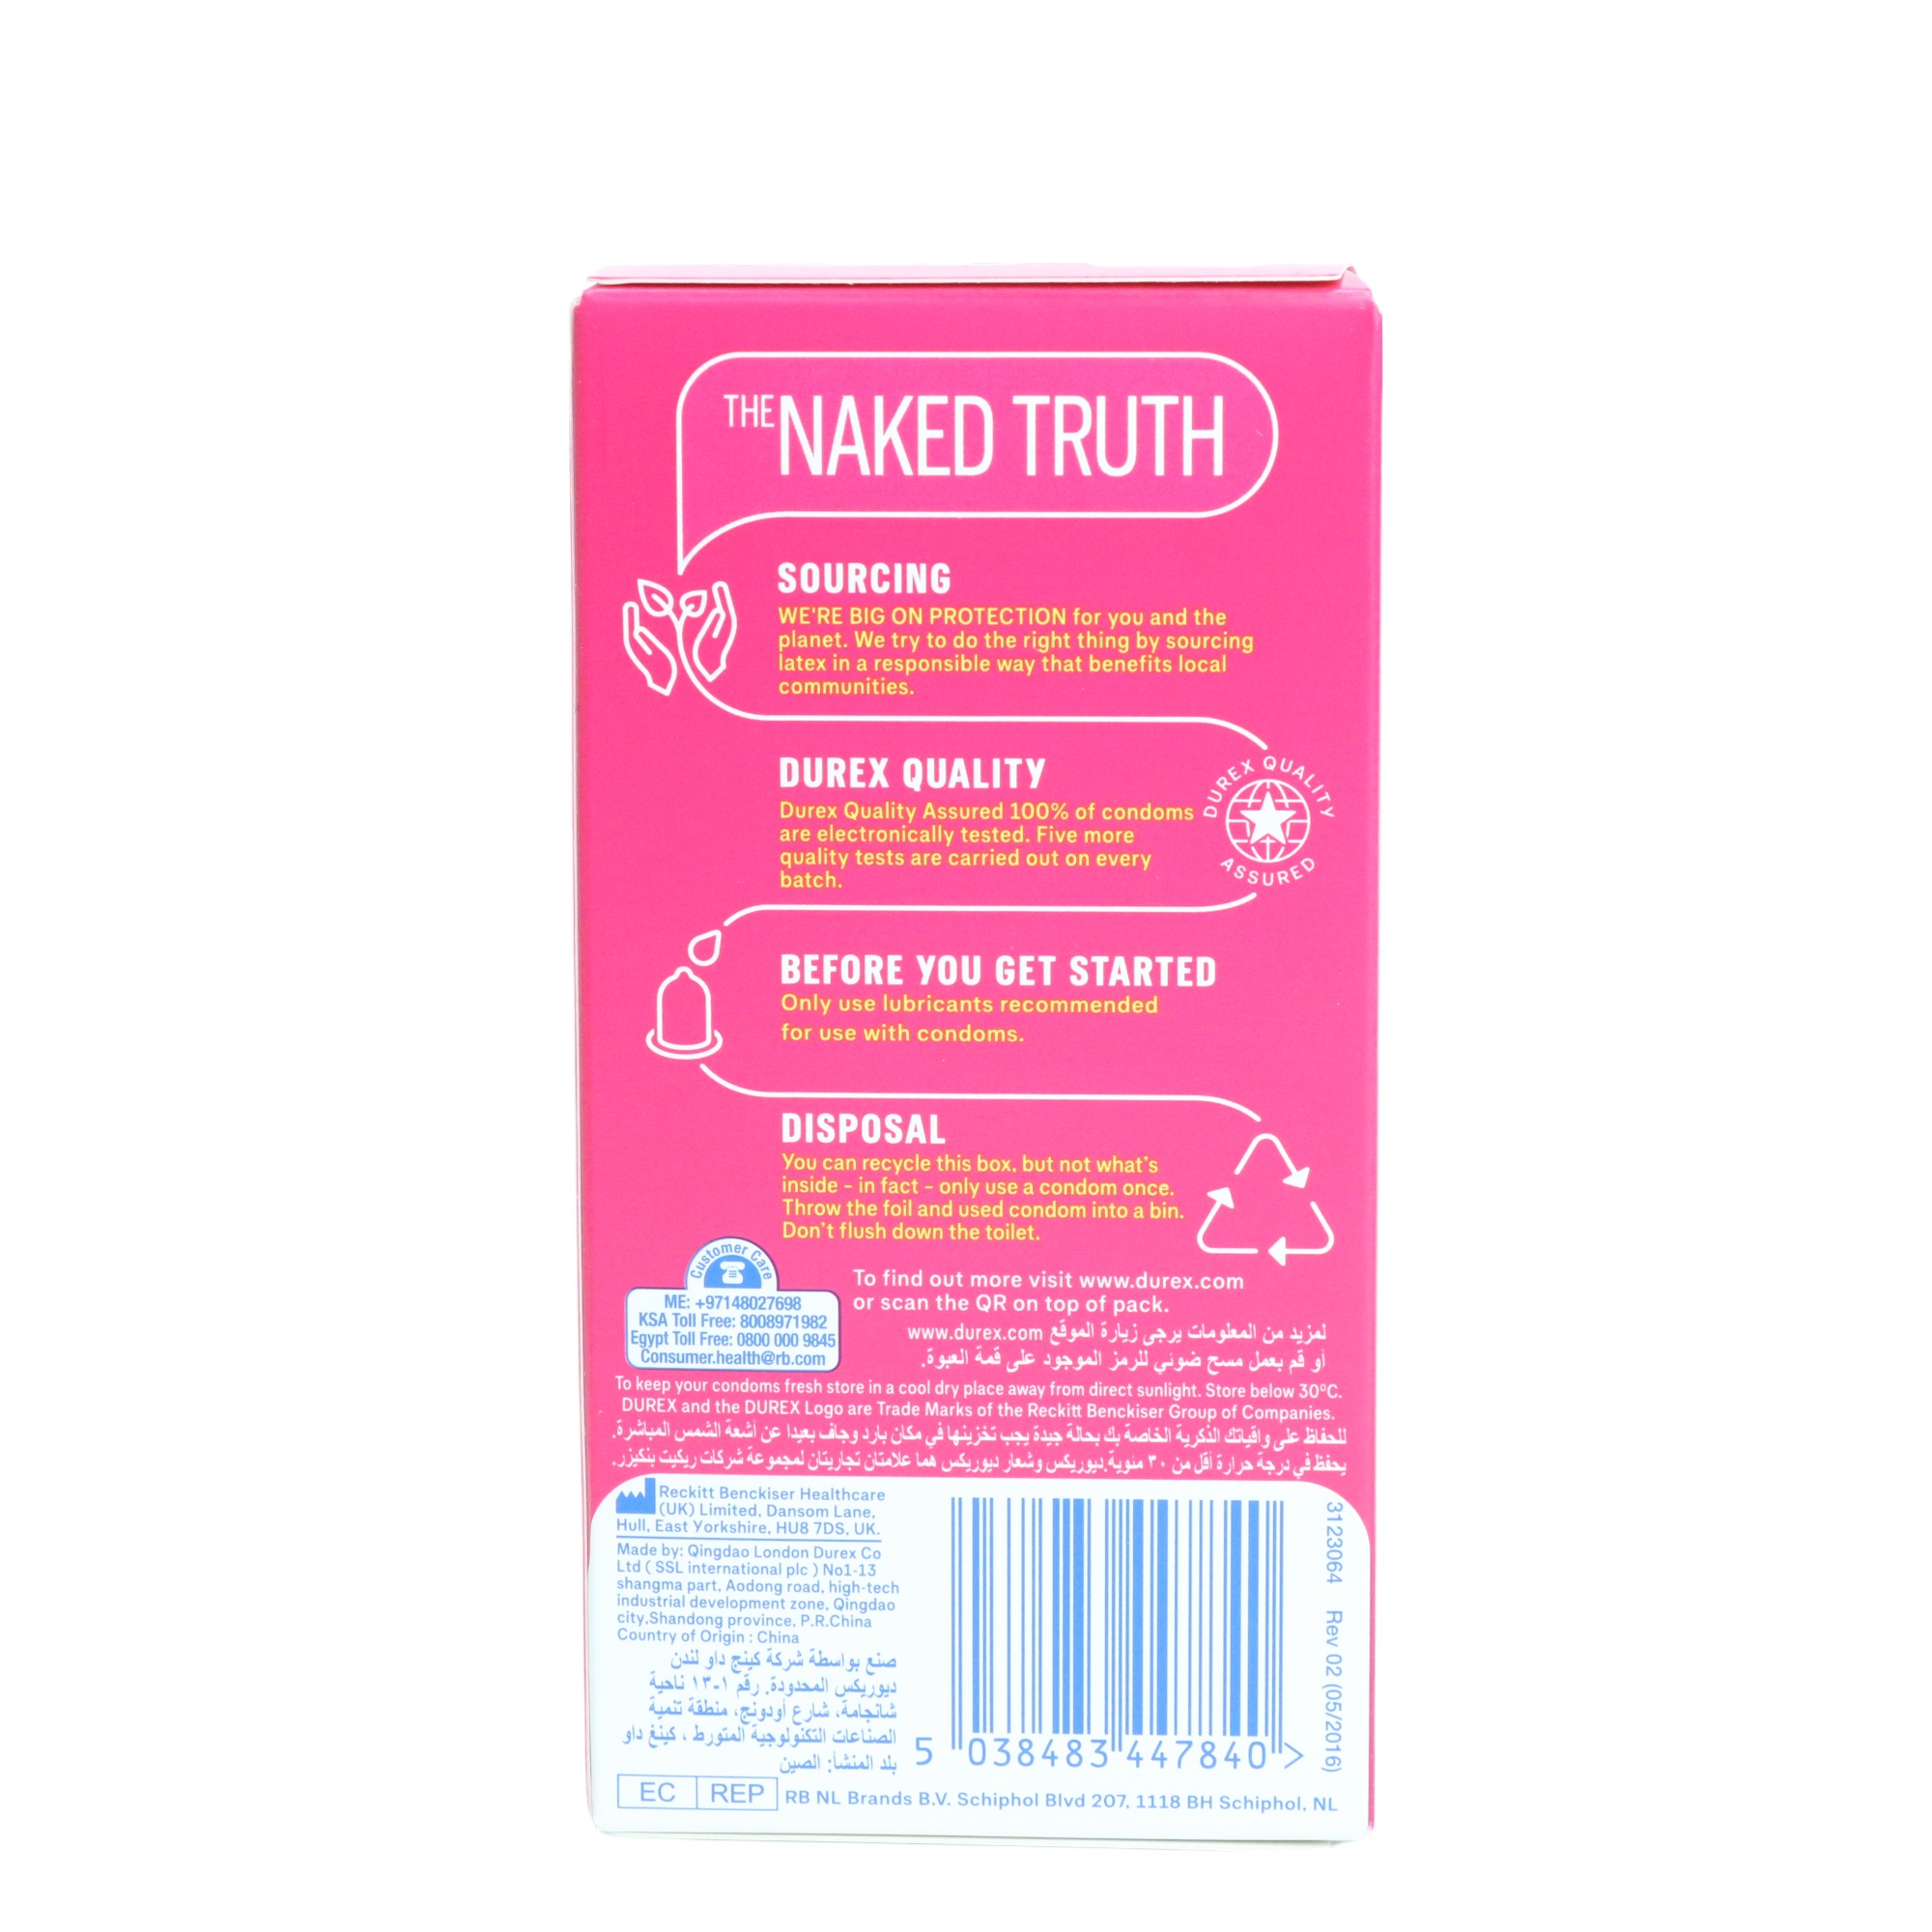 THE NAKED TRUTH
SOURCING
WE'RE BIG ON PROTECTION for you and the
planet. We try to do the right thing by sourcing
latex in a responsible way that benefits local
communities.
DUREX QUALITY
Durex Quality Assured 100% of condoms
are electronically tested. Five more
quality tests are carried out on every
batch.
DUREX QUALITY
ASSURED
BEFORE YOU GET STARTED
Only use lubricants recommended
for use with condoms.
DISPOSAL
You can recycle this box, but not what's
inside - in fact - only use a condom once.
Throw the foil and used condom into a bin.
Don't flush down the toilet.
Customer Care
ME: +97148027698
KSA Toll Free: 8008971982
Egypt Toll Free: 0800 000 9845
Consumer.health@rb.com
To find out more visit www.durex.com
or scan the QR on top of pack.
لمزيد من المعلومات يرجى زيارة الموقع www.durex.com
أو قم بعمل مسح ضوئي للرمز الموجود على قمة العبوة.
To keep your condoms fresh store in a cool dry place away from direct sunlight. Store below 30°C.
DUREX and the DUREX Logo are Trade Marks of the Reckitt Benckiser Group of Companies.
للحفاظ على واقياتك الذكرية الخاصة بك بحالة جيدة يجب تخزينها في مكان بارد وجاف بعيدا عن أشعة الشمس المباشرة.
يحفظ في درجة حرارة أقل من ٣٠ مئوية.ديوريكس وشعار ديوريكس هما علامتان تجاريتان لمجموعة شركات ريكيت بنكيزر.
Reckitt Benckiser Healthcare
(UK) Limited, Dansom Lane,
Hull, East Yorkshire, HU8 7DS, UK.
Made by: Qingdao London Durex Co
Ltd ( SSL international plc ) No1-13
shangma part, Aodong road, high-tech
industrial development zone, Qingdao
city,Shandong province, P.R.China
Country of Origin : China
صنع بواسطة شركة كينج داو لندن
ديوريكس المحدودة. رقم ١-١٣ ناحية
شانجامة، شارع أودونج، منطقة تنمية
الصناعات التكنولوجية المتورط ، كينغ داو
بلد المنشأ: الصين
5 038483 447840 >
3123064 Rev 02 (05/2016)
EC REP RB NL Brands B.V. Schiphol Blvd 207, 1118 BH Schiphol, NL